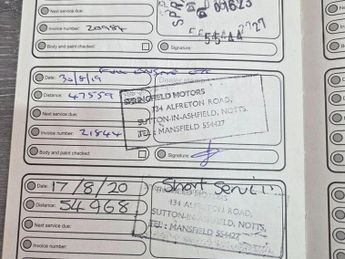 Next service due:
Invoice number: 20984
Body and paint checked:
Signature:
Date: 30/8/19
Distance: 47559
Next service due:
Invoice number: 21844
Body and paint checked:
SPRINGFIELD MOTORS
134 ALFRETON ROAD,
SUTTON-IN-ASHFIELD, NOTTS.
TEL: MANSFIELD 554427
Signature:
Date: 17/8/20
Distance: 54968
Next service due:
Invoice number:
Short Service
MOTORS
134 ALFRETON ROAD,
SUTTON-IN-ASHFIELD, NOTTS.
TEL: MANSFIELD 554427